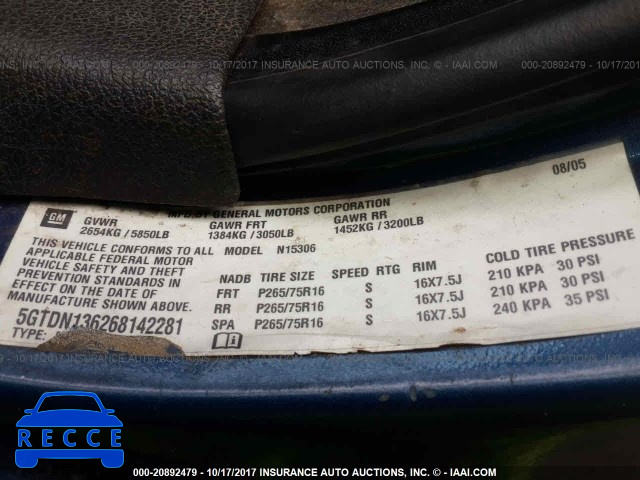 000-20892479 - 10/17/2017 INSURANCE AUTO AUCTIONS, INC. - © IAAI.COM
08/05
GM
MFD BY GENERAL MOTORS CORPORATION
GVWR GAWR FRT GAWR RR
2654KG / 5850LB 1384KG / 3050LB 1452KG / 3200LB
THIS VEHICLE CONFORMS TO ALL MODEL N15306
APPLICABLE FEDERAL MOTOR
VEHICLE SAFETY AND THEFT
PREVENTION STANDARDS IN
EFFECT ON THE DATE OF
MANUFACTURE SHOWN ABOVE.
5GTDN136268142281
TYPE:
NADB TIRE SIZE SPEED RTG RIM COLD TIRE PRESSURE
FRT P265/75R16 S 16X7.5J 210 KPA 30 PSI
RR P265/75R16 S 16X7.5J 210 KPA 30 PSI
SPA P265/75R16 S 16X7.5J 240 KPA 35 PSI
RECCE
000-20892479 - 10/17/2017 INSURANCE AUTO AUCTIONS, INC. - © IAAI.COM